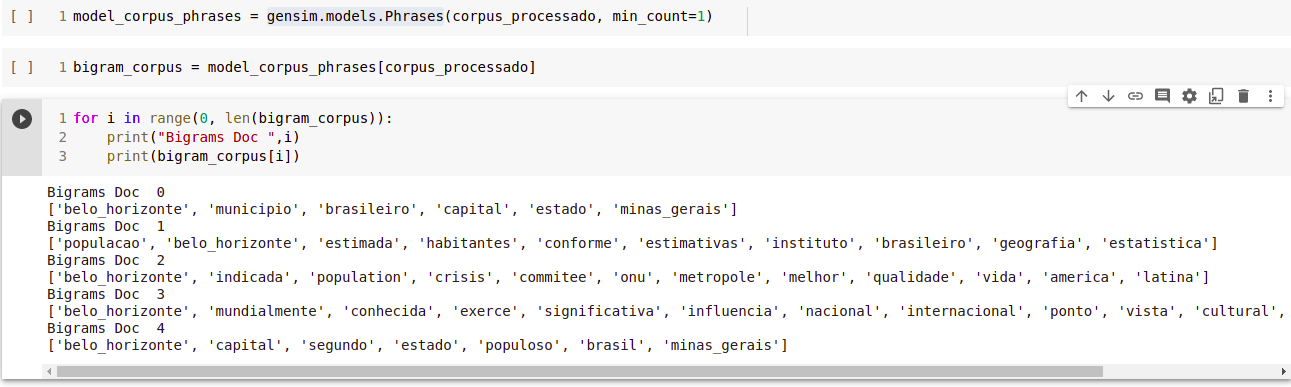 [ ] 1 model_corpus_phrases = gensim.models.Phrases(corpus_processado, min_count=1)
[ ] 1 bigram_corpus = model_corpus_phrases[corpus_processado]
1 for i in range(0, len(bigram_corpus)):
2     print("Bigrams Doc ",i)
3     print(bigram_corpus[i])
Bigrams Doc  0
['belo_horizonte', 'municipio', 'brasileiro', 'capital', 'estado', 'minas_gerais']
Bigrams Doc  1
['populacao', 'belo_horizonte', 'estimada', 'habitantes', 'conforme', 'estimativas', 'instituto', 'brasileiro', 'geografia', 'estatistica']
Bigrams Doc  2
['belo_horizonte', 'indicada', 'population', 'crisis', 'commitee', 'onu', 'metropole', 'melhor', 'qualidade', 'vida', 'america', 'latina']
Bigrams Doc  3
['belo_horizonte', 'mundialmente', 'conhecida', 'exerce', 'significativa', 'influencia', 'nacional', 'internacional', 'ponto', 'vista', 'cultural',
Bigrams Doc  4
['belo_horizonte', 'capital', 'segundo', 'estado', 'populoso', 'brasil', 'minas_gerais']